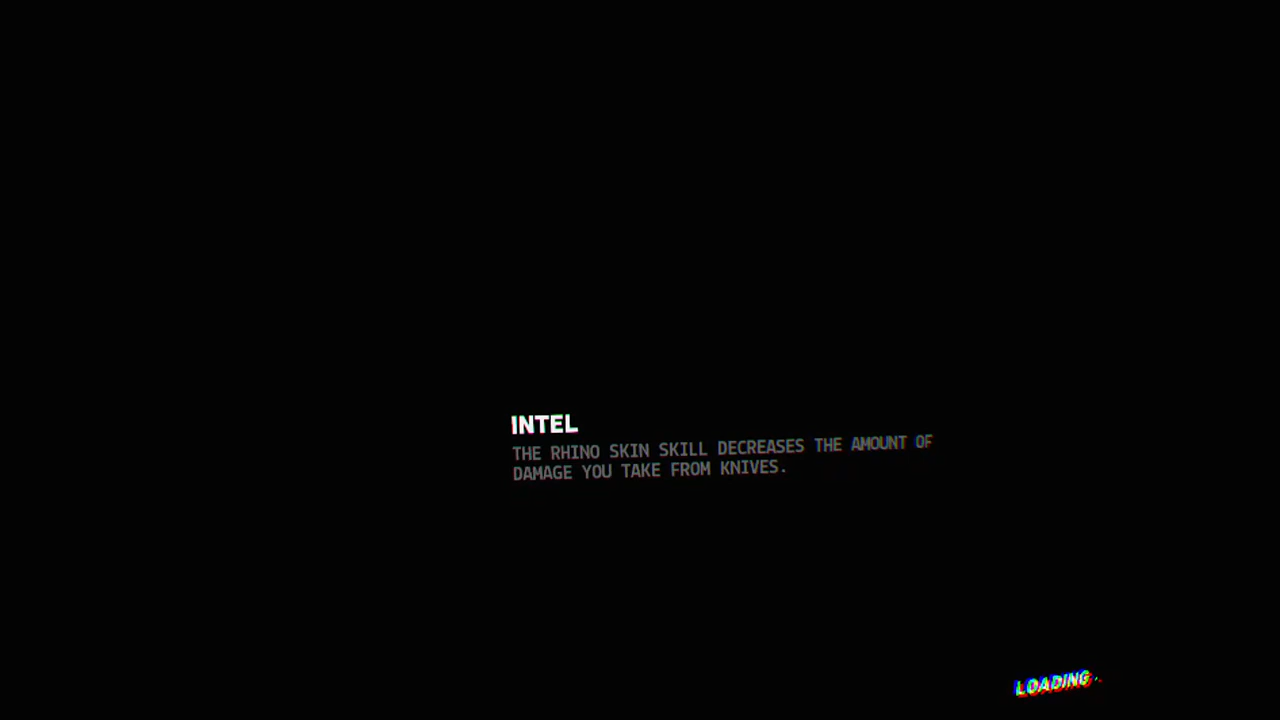 INTEL
THE RHINO SKIN SKILL DECREASES THE AMOUNT OF
DAMAGE YOU TAKE FROM KNIVES.
LOADING.